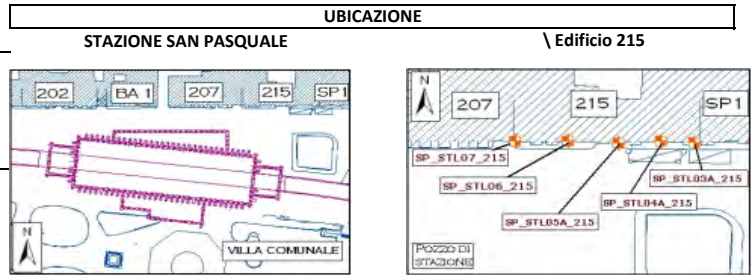 UBICAZIONE
STAZIONE SAN PASQUALE
\ Edificio 215
202
BA 1
207
215
SP1
N
VILLA COMUNALE
N
207
215
SP1
SP_STL07_215
SP_STL06_215
SP_STL05A_215
SP_STL04A_215
SP_STL03A_215
POZZO DI
STAZIONE